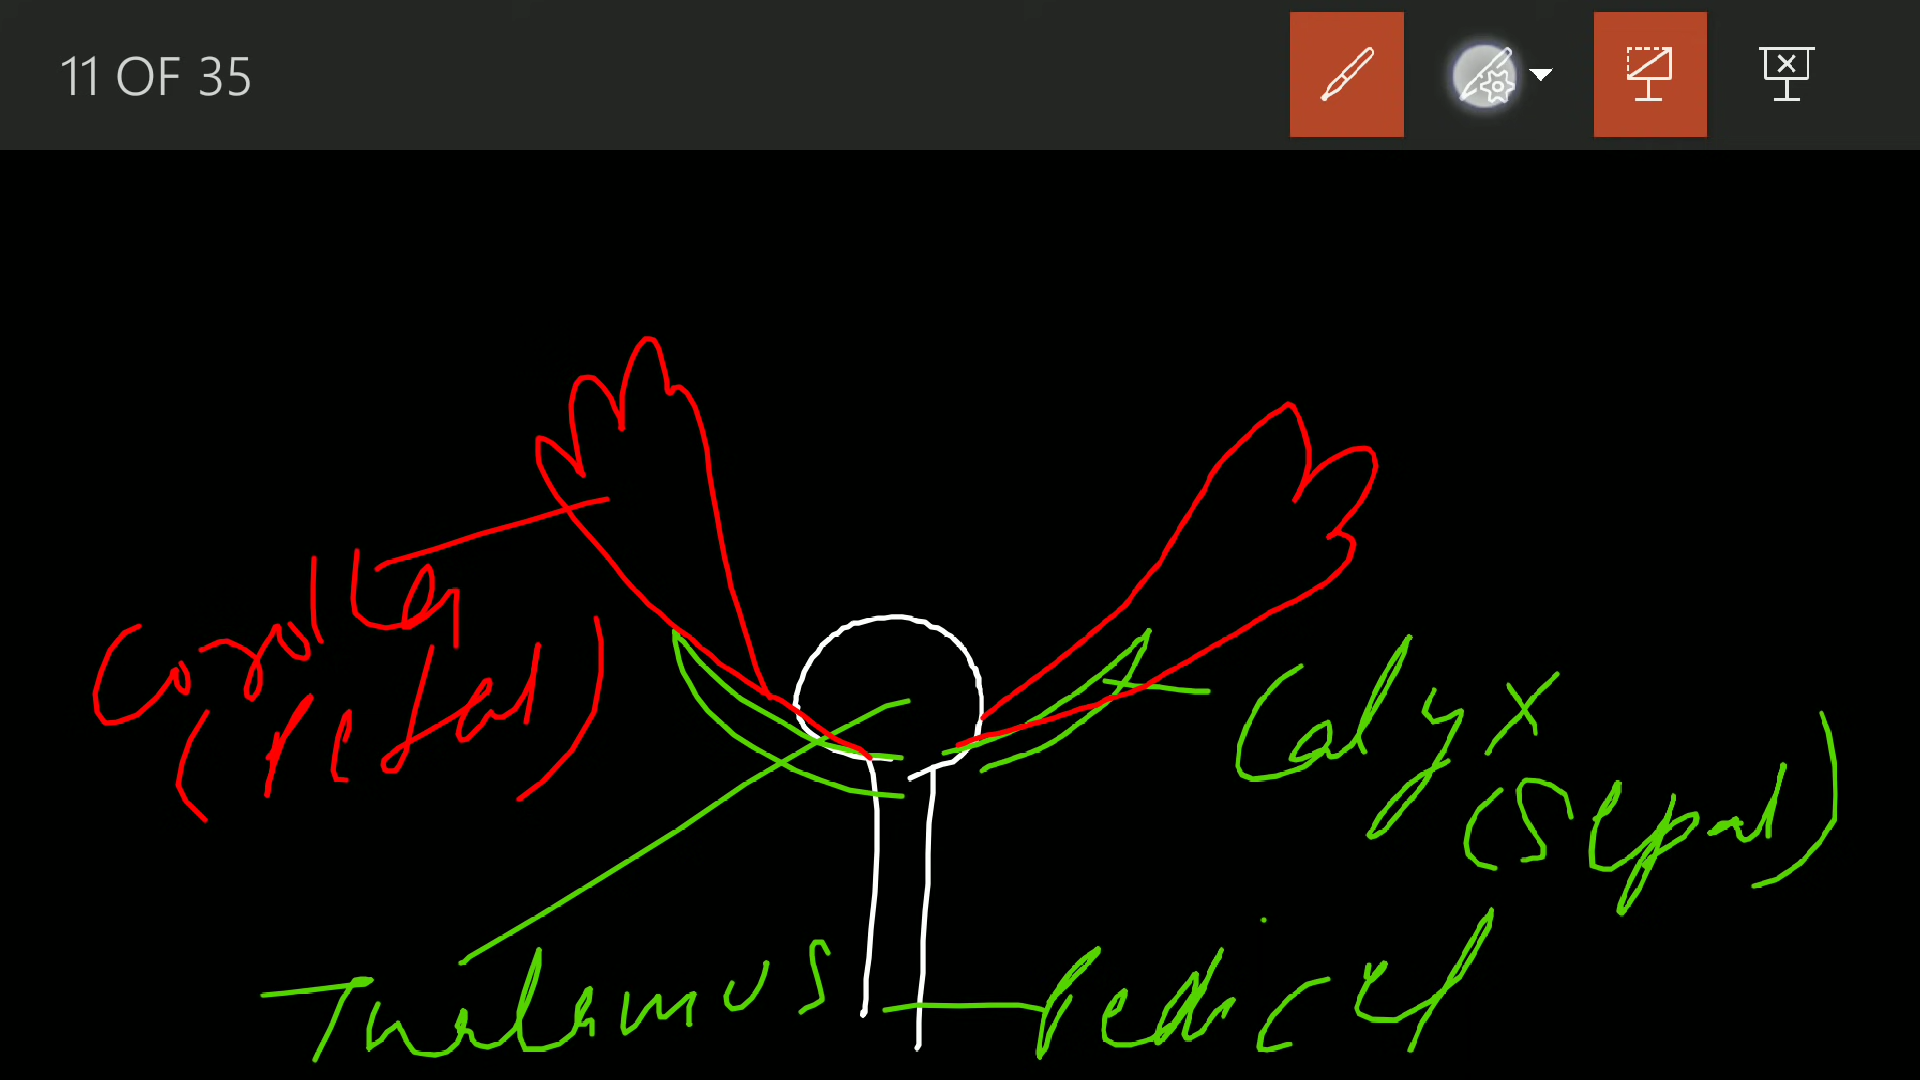 11 OF 35
Corolla
(Petal)
Calyx
(Sepal)
Thalamus
Pedicel